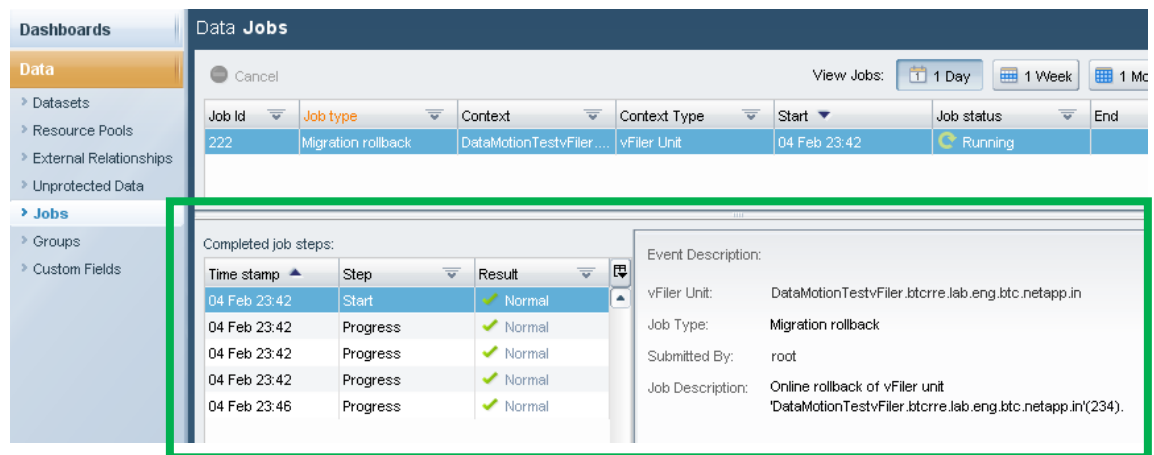 Dashboards
Data
Datasets
Resource Pools
External Relationships
Unprotected Data
Jobs
Groups
Custom Fields
Data Jobs
Cancel
View Jobs: 1 Day 1 Week 1 Mo
Job Id Job type Context Context Type Start Job status End
222 Migration rollback DataMotionTestvFiler.... vFiler Unit 04 Feb 23:42 Running
Completed job steps:
Time stamp Step Result
04 Feb 23:42 Start Normal
04 Feb 23:42 Progress Normal
04 Feb 23:42 Progress Normal
04 Feb 23:42 Progress Normal
04 Feb 23:46 Progress Normal
Event Description:
vFiler Unit: DataMotionTestvFiler.btcrre.lab.eng.btc.netapp.in
Job Type: Migration rollback
Submitted By: root
Job Description: Online rollback of vFiler unit
'DataMotionTestvFiler.btcrre.lab.eng.btc.netapp.in'(234).